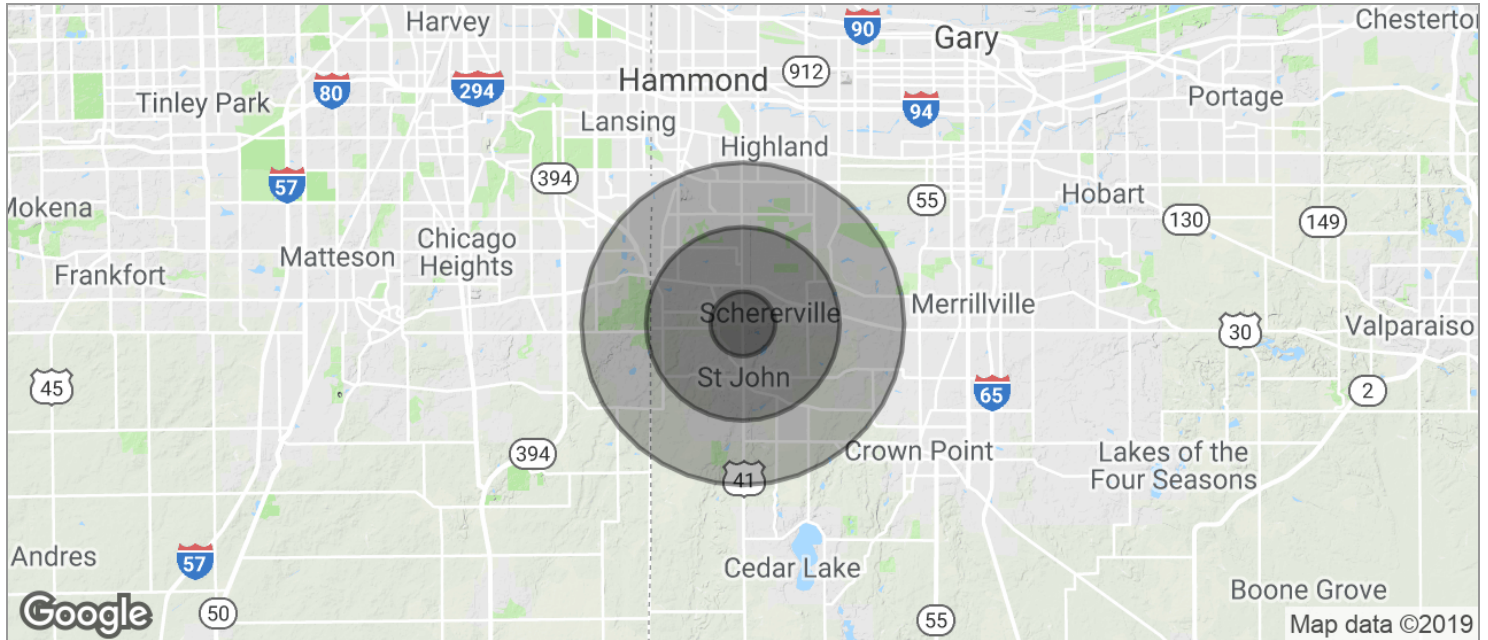 Harvey
90
Gary
Chesterto
Hammond
912
80
294
Tinley Park
Portage
94
Lansing
Highland
394
57
55
Hobart
Mokena
130
149
Chicago
Heights
Matteson
Frankfort
Merrillville
Schererville
30
Valparaiso
45
St John
65
2
394
Crown Point
Lakes of the
Four Seasons
41
Andres
57
Cedar Lake
Boone Grove
50
55
Google
Map data ©2019